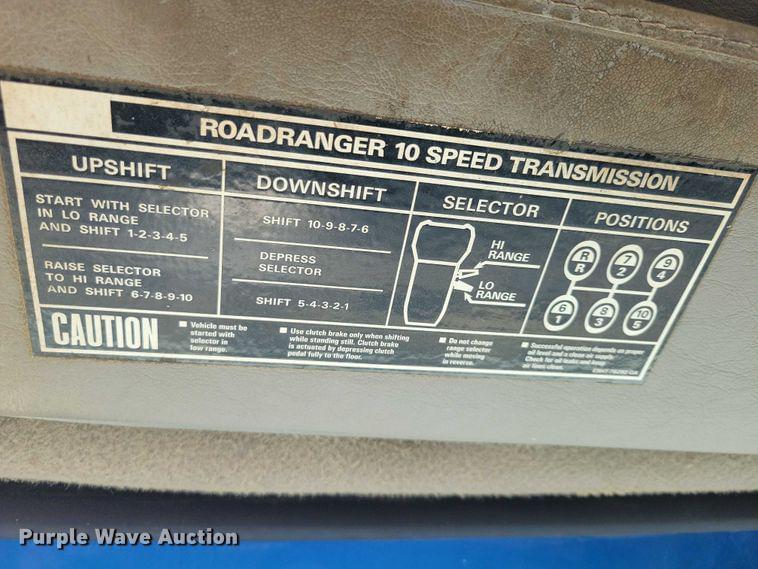 ROADRANGER 10 SPEED TRANSMISSION
UPSHIFT
START WITH SELECTOR
IN LO RANGE
AND SHIFT 1-2-3-4-5
RAISE SELECTOR
TO HI RANGE
AND SHIFT 6-7-8-9-10
DOWNSHIFT
SHIFT 10-9-8-7-6
DEPRESS
SELECTOR
SHIFT 5-4-3-2-1
SELECTOR
HI
RANGE
LO
RANGE
POSITIONS
R 7 9
R 2 4
6 8 10
1 3 5
CAUTION
Vehicle must be
started with
selector in
low range.
Use clutch brake only when shifting
while standing still. Clutch brake
is actuated by depressing clutch
pedal fully to the floor.
Do not change
range selector
while moving
in reverse.
Successful operation depends on proper
oil level and a clean air supply.
Check for oil leaks and keep
air lines clean.
Purple Wave Auction